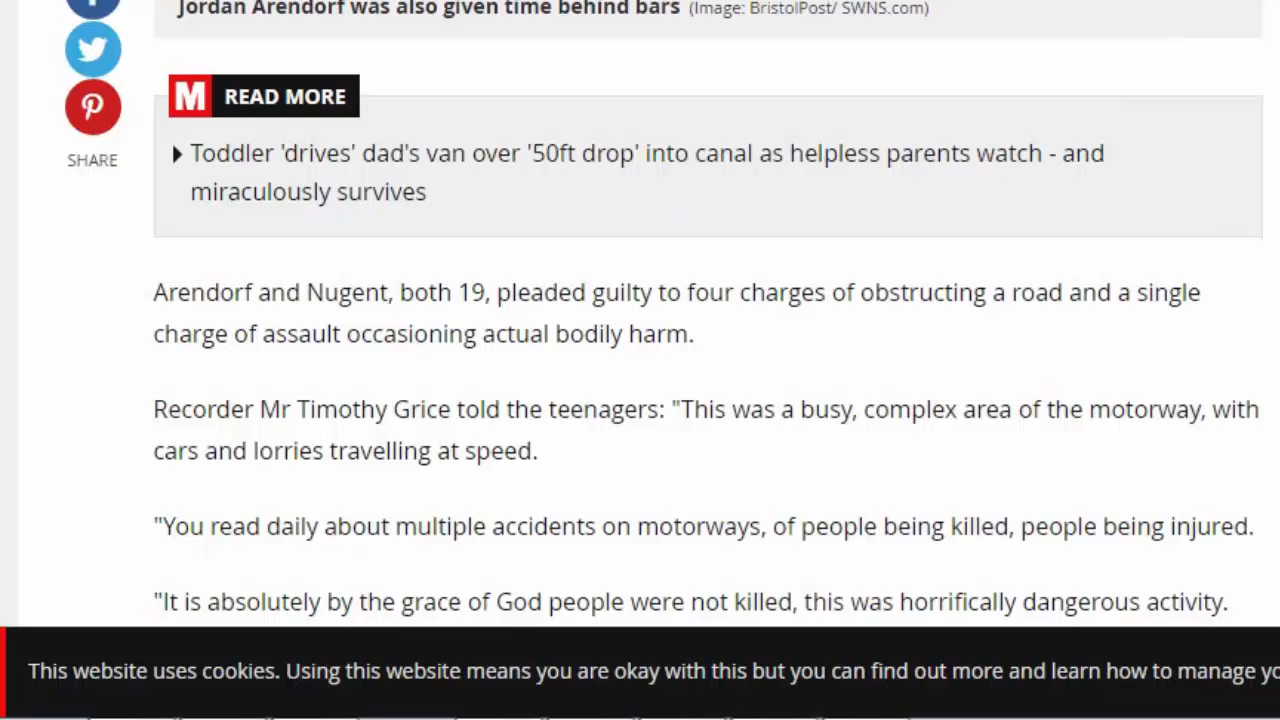 Jordan Arendorf was also given time behind bars (Image: BristolPost/ SWNS.com)
M READ MORE
SHARE
Toddler 'drives' dad's van over '50ft drop' into canal as helpless parents watch - and
miraculously survives
Arendorf and Nugent, both 19, pleaded guilty to four charges of obstructing a road and a single
charge of assault occasioning actual bodily harm.
Recorder Mr Timothy Grice told the teenagers: "This was a busy, complex area of the motorway, with
cars and lorries travelling at speed.
"You read daily about multiple accidents on motorways, of people being killed, people being injured.
"It is absolutely by the grace of God people were not killed, this was horrifically dangerous activity.
This website uses cookies. Using this website means you are okay with this but you can find out more and learn how to manage